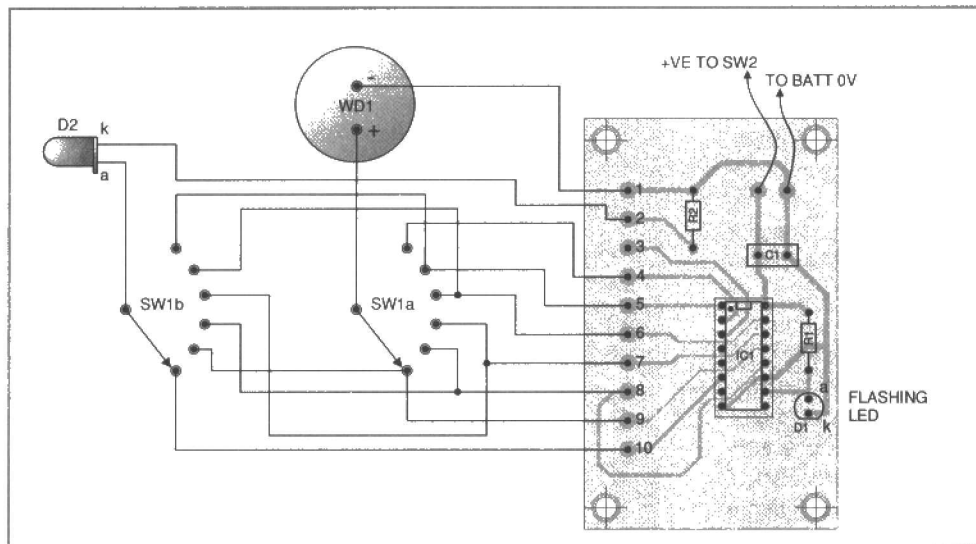 +VE TO SW2
TO BATT 0V
D2
k
a
-
WD1
+
SW1b
SW1a
1
2
3
4
5
6
7
8
9
10
R2
C1
R1
IC1
a
D1
k
FLASHING
LED